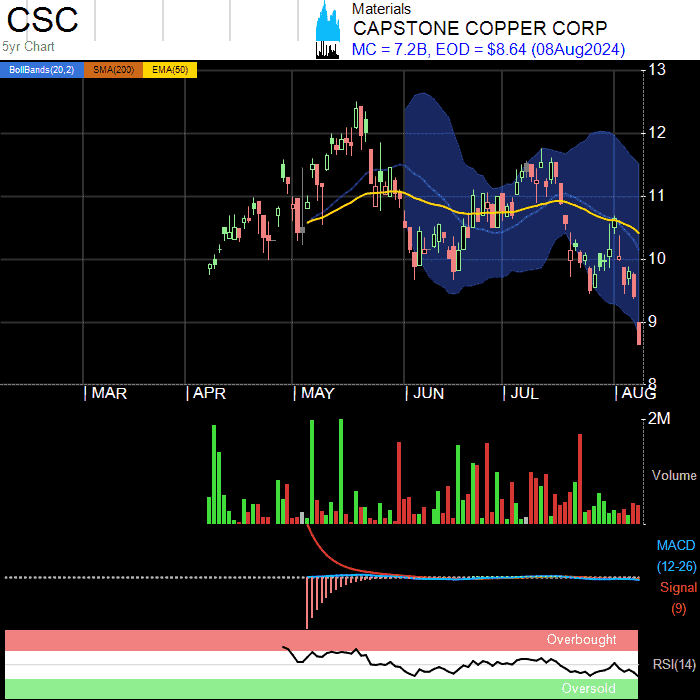 CSC
5yr Chart
Materials
CAPSTONE COPPER CORP
MC = 7.2B, EOD = $8.64 (08Aug2024)
BollBands(20,2) SMA(200) EMA(50)
13
12
11
10
9
8
| MAR | APR | MAY | JUN | JUL | AUG
2M
Volume
MACD
(12-26)
Signal
(9)
Overbought
RSI(14)
Oversold